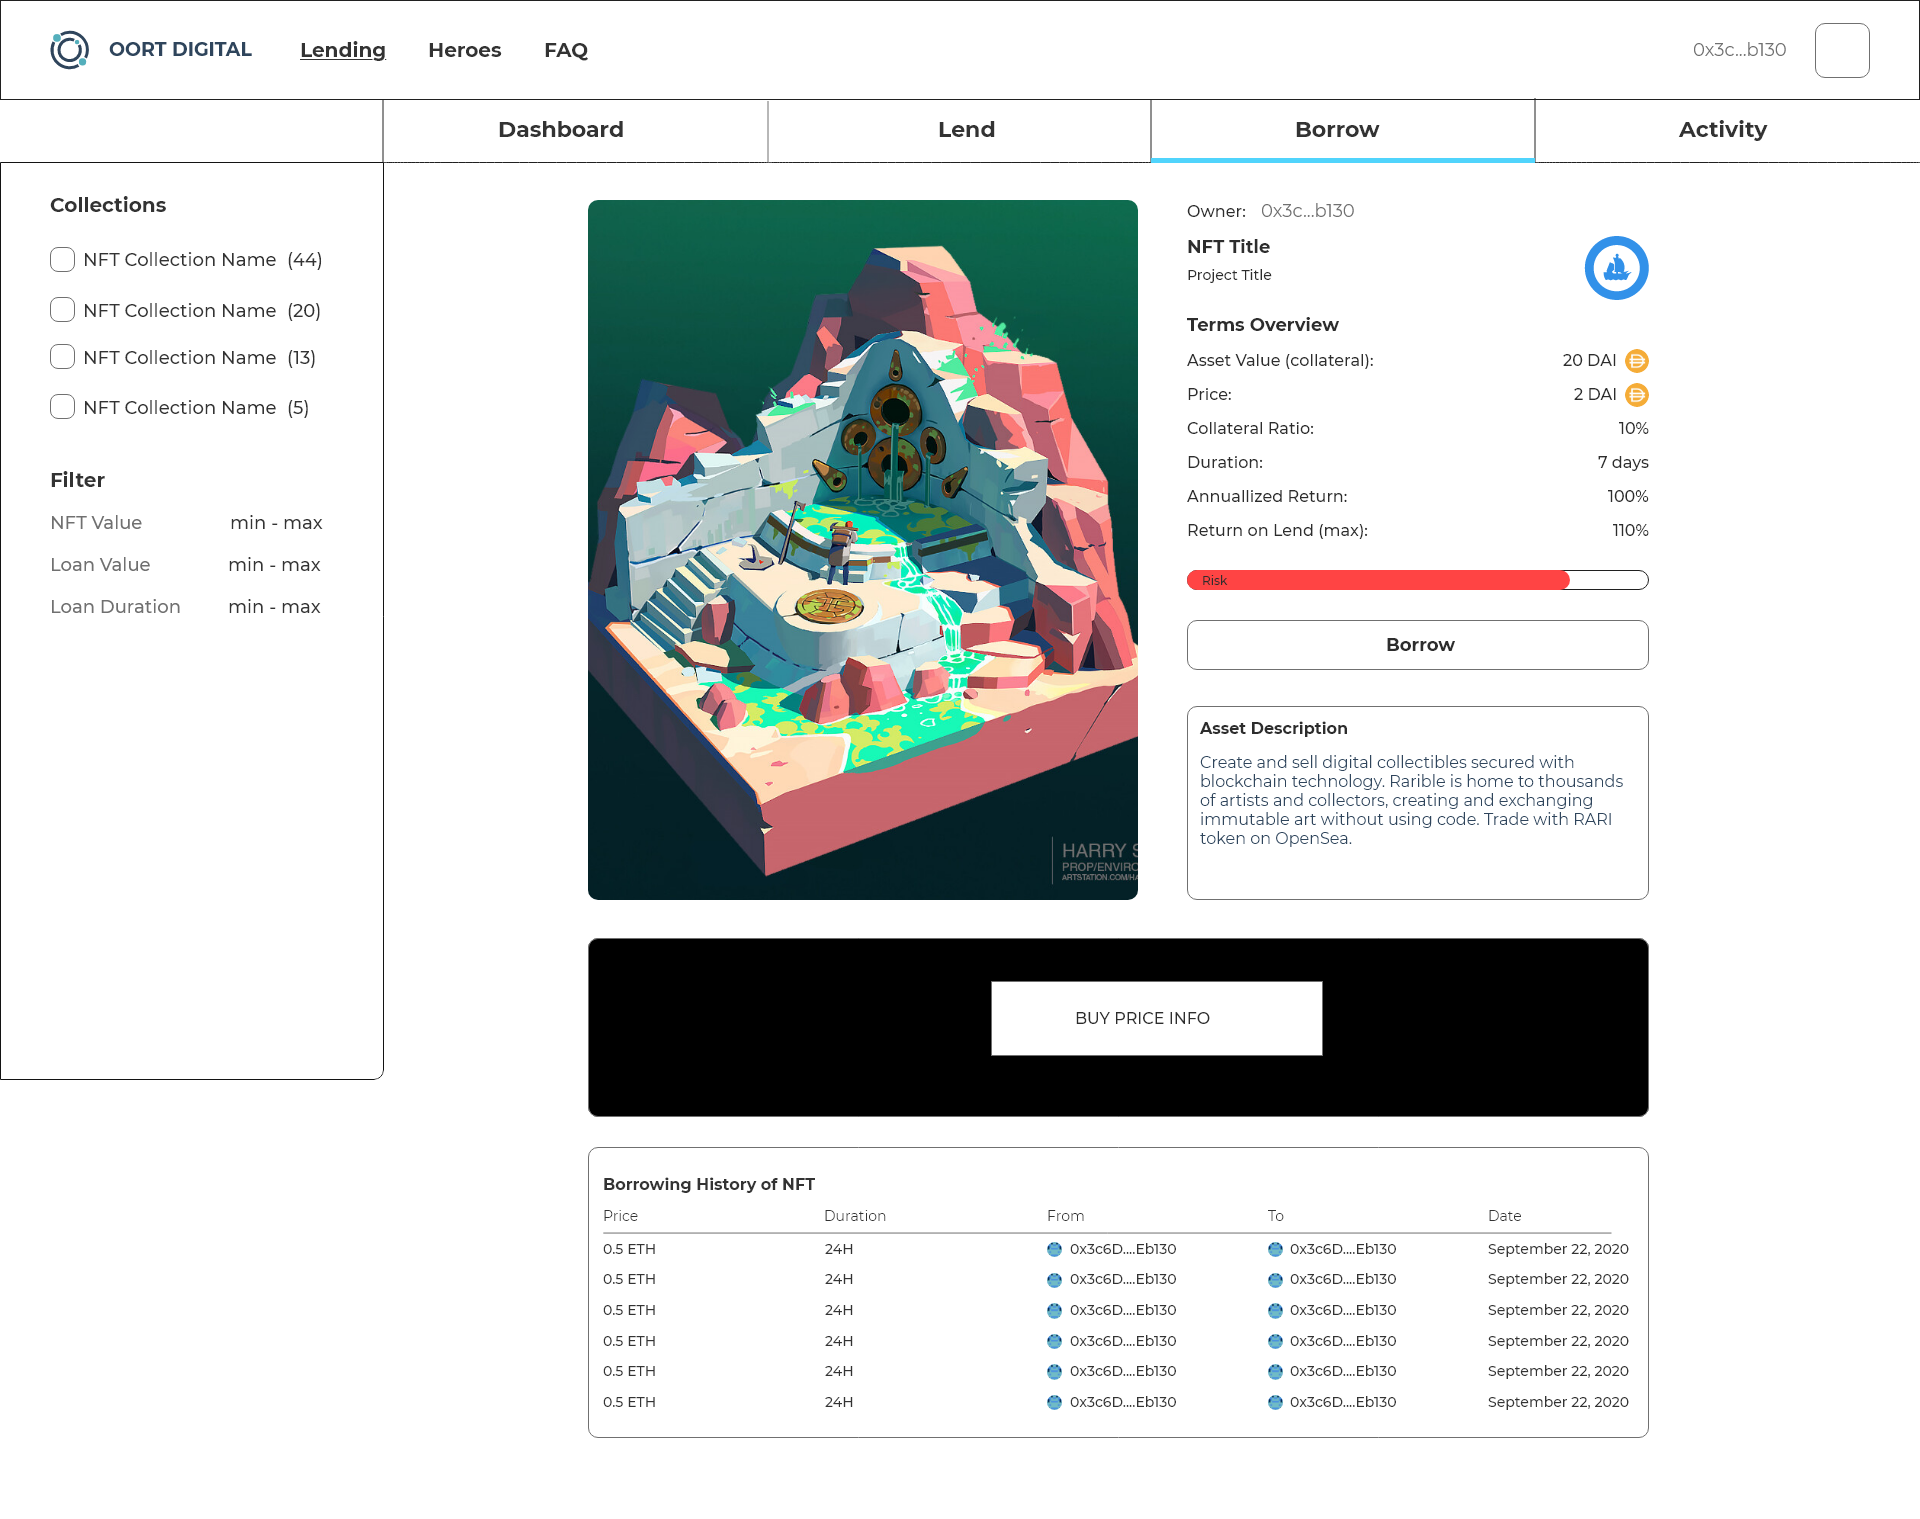 OORT DIGITAL
Lending
Heroes
FAQ
0x3c...b130
Dashboard
Lend
Borrow
Activity
Collections
NFT Collection Name (44)
NFT Collection Name (20)
NFT Collection Name (13)
NFT Collection Name (5)
Filter
NFT Value min - max
Loan Value min - max
Loan Duration min - max
HARRY S
PROP/ENVIRO
ARTSTATION.COM/HA
Owner: 0x3c...b130
NFT Title
Project Title
Terms Overview
Asset Value (collateral): 20 DAI
Price: 2 DAI
Collateral Ratio: 10%
Duration: 7 days
Annuallized Return: 100%
Return on Lend (max): 110%
Risk
Borrow
Asset Description
Create and sell digital collectibles secured with
blockchain technology. Rarible is home to thousands
of artists and collectors, creating and exchanging
immutable art without using code. Trade with RARI
token on OpenSea.
BUY PRICE INFO
Borrowing History of NFT
Price Duration From To Date
0.5 ETH 24H 0x3c6D....Eb130 0x3c6D....Eb130 September 22, 2020
0.5 ETH 24H 0x3c6D....Eb130 0x3c6D....Eb130 September 22, 2020
0.5 ETH 24H 0x3c6D....Eb130 0x3c6D....Eb130 September 22, 2020
0.5 ETH 24H 0x3c6D....Eb130 0x3c6D....Eb130 September 22, 2020
0.5 ETH 24H 0x3c6D....Eb130 0x3c6D....Eb130 September 22, 2020
0.5 ETH 24H 0x3c6D....Eb130 0x3c6D....Eb130 September 22, 2020